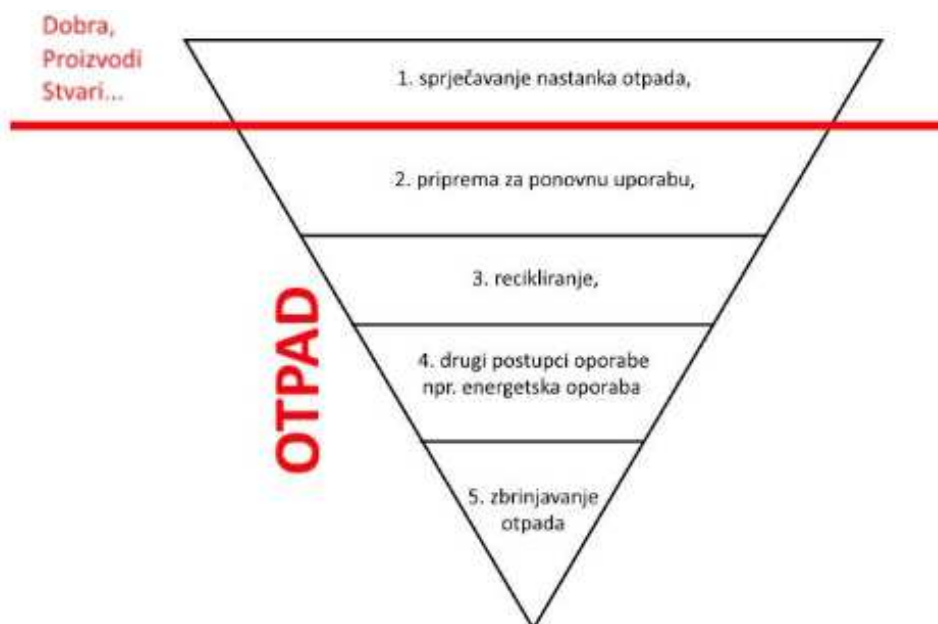 Dobra,
Proizvodi
Stvari...
1. sprječavanje nastanka otpada,
2. priprema za ponovnu uporabu,
3. recikliranje,
4. drugi postupci oporabe
npr. energetska oporaba
5. zbrinjavanje
otpada
OTPAD